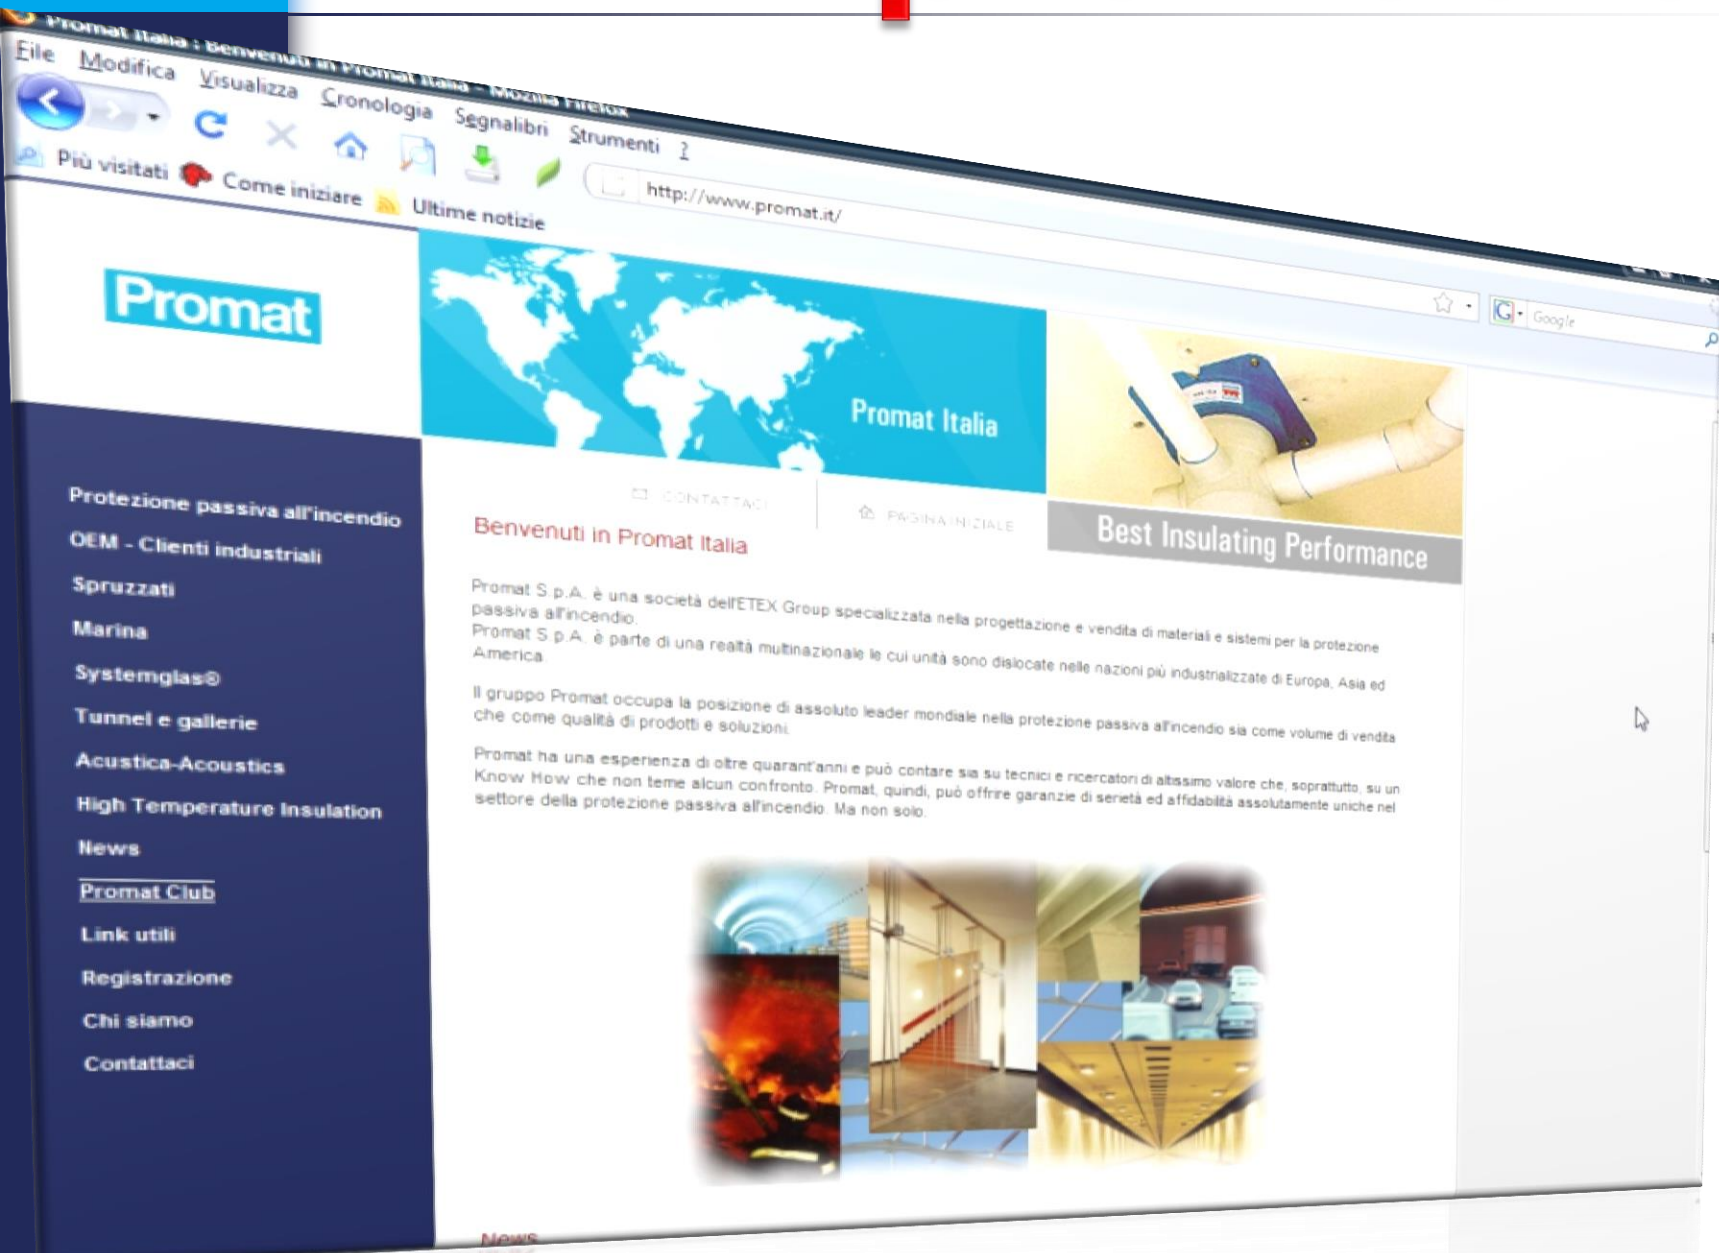 Promat Italia : Benvenuti in Promat Italia - Mozilla Firefox
File Modifica Visualizza Cronologia Segnalibri Strumenti ?
http://www.promat.it/
Google
Più visitati Come iniziare Ultime notizie
Promat
Promat Italia
Best Insulating Performance
CONTATTACI
PAGINA INIZIALE
Protezione passiva all'incendio
OEM - Clienti industriali
Spruzzati
Marina
Systemglas®
Tunnel e gallerie
Acustica-Acoustics
High Temperature Insulation
News
Promat Club
Link utili
Registrazione
Chi siamo
Contattaci
Benvenuti in Promat Italia
Promat S.p.A. è una società dell'ETEX Group specializzata nella progettazione e vendita di materiali e sistemi per la protezione
passiva all'incendio.
Promat S.p.A. è parte di una realtà multinazionale le cui unità sono dislocate nelle nazioni più industrializzate di Europa, Asia ed
America
Il gruppo Promat occupa la posizione di assoluto leader mondiale nella protezione passiva all'incendio sia come volume di vendita
che come qualità di prodotti e soluzioni.
Promat ha una esperienza di oltre quarant'anni e può contare sia su tecnici e ricercatori di altissimo valore che, soprattutto, su un
Know How che non teme alcun confronto. Promat, quindi, può offrire garanzie di serietà ed affidabilità assolutamente uniche nel
settore della protezione passiva all'incendio. Ma non solo.
News